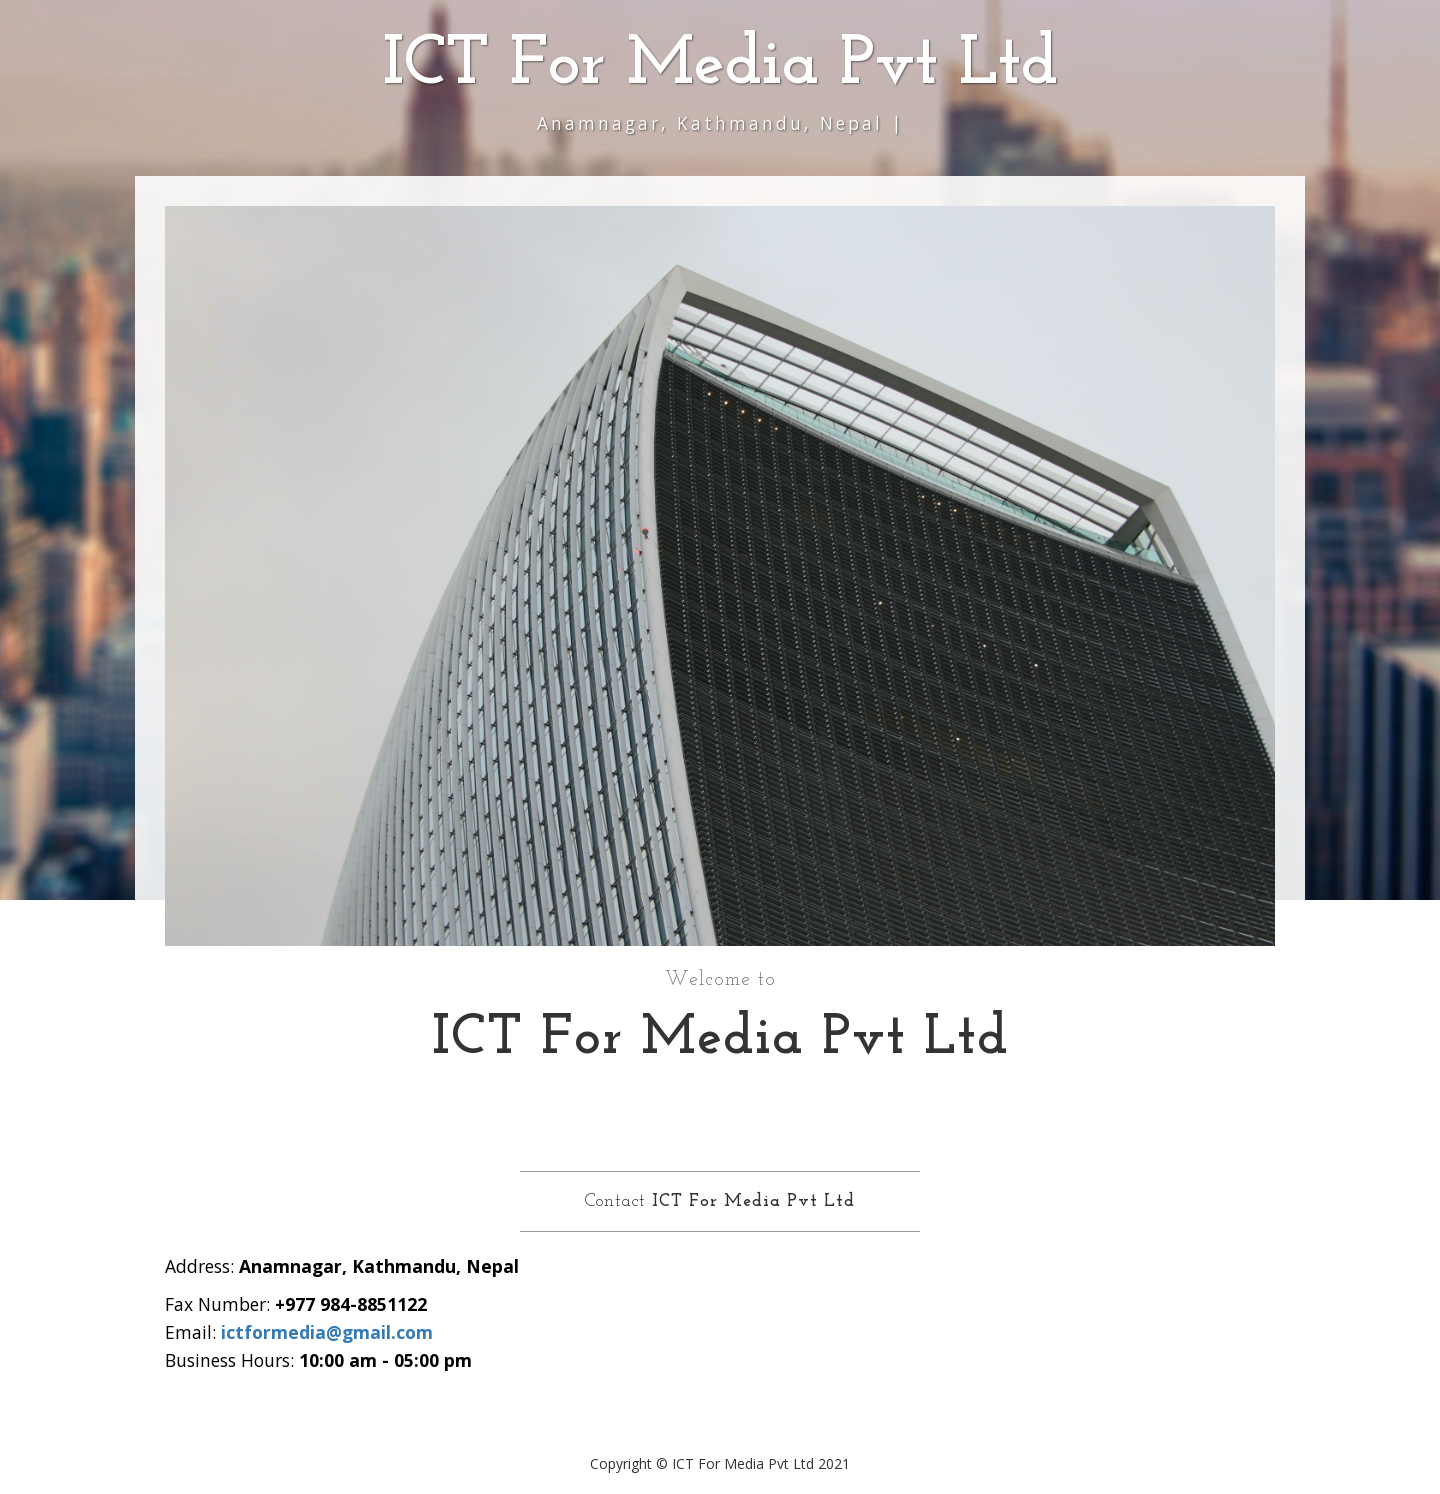 ICT For Media Pvt Ltd
Anamnagar, Kathmandu, Nepal |
Welcome to
ICT For Media Pvt Ltd
Contact ICT For Media Pvt Ltd
Address: Anamnagar, Kathmandu, Nepal
Fax Number: +977 984-8851122
Email: ictformedia@gmail.com
Business Hours: 10:00 am - 05:00 pm
Copyright © ICT For Media Pvt Ltd 2021